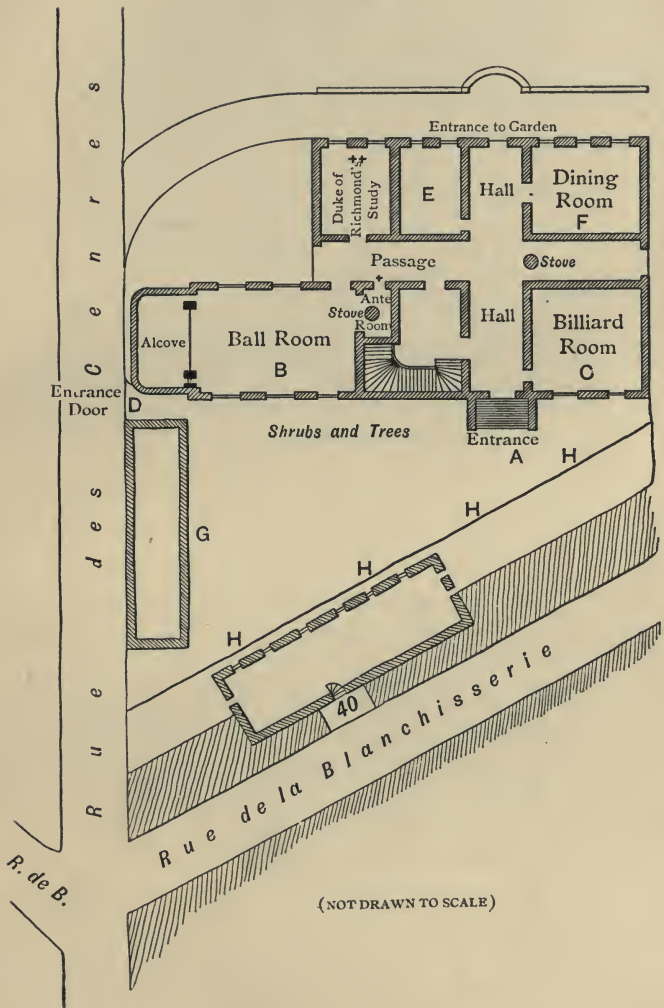 Rue des Cendres
Entrance to Garden
Duke of
Richmond's
Study
E
Hall
Dining
Room
F
Passage
Stove
Ante
Room
Stove
Alcove
Ball Room
B
Hall
Billiard
Room
C
Entrance
Door
D
Shrubs and Trees
Entrance
A
H
H
H
H
G
40
Rue de la Blanchisserie
R. de B.
(NOT DRAWN TO SCALE)